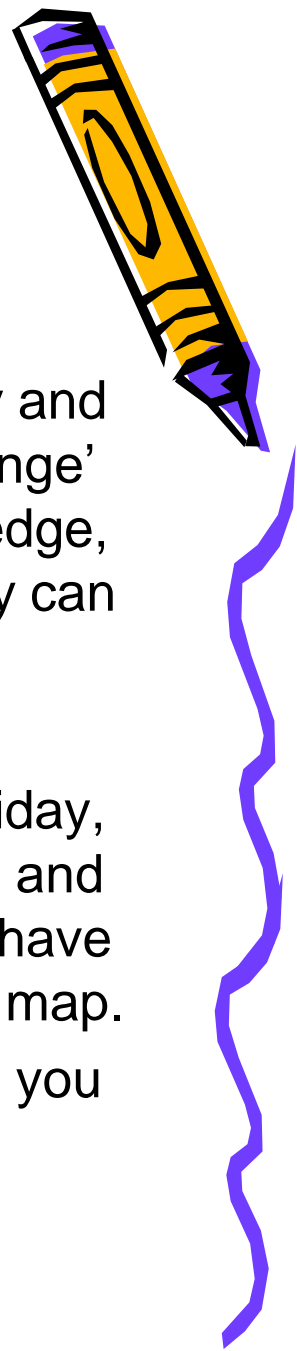 and
nge’
edge,
y can
iday,
and
have
map.
you